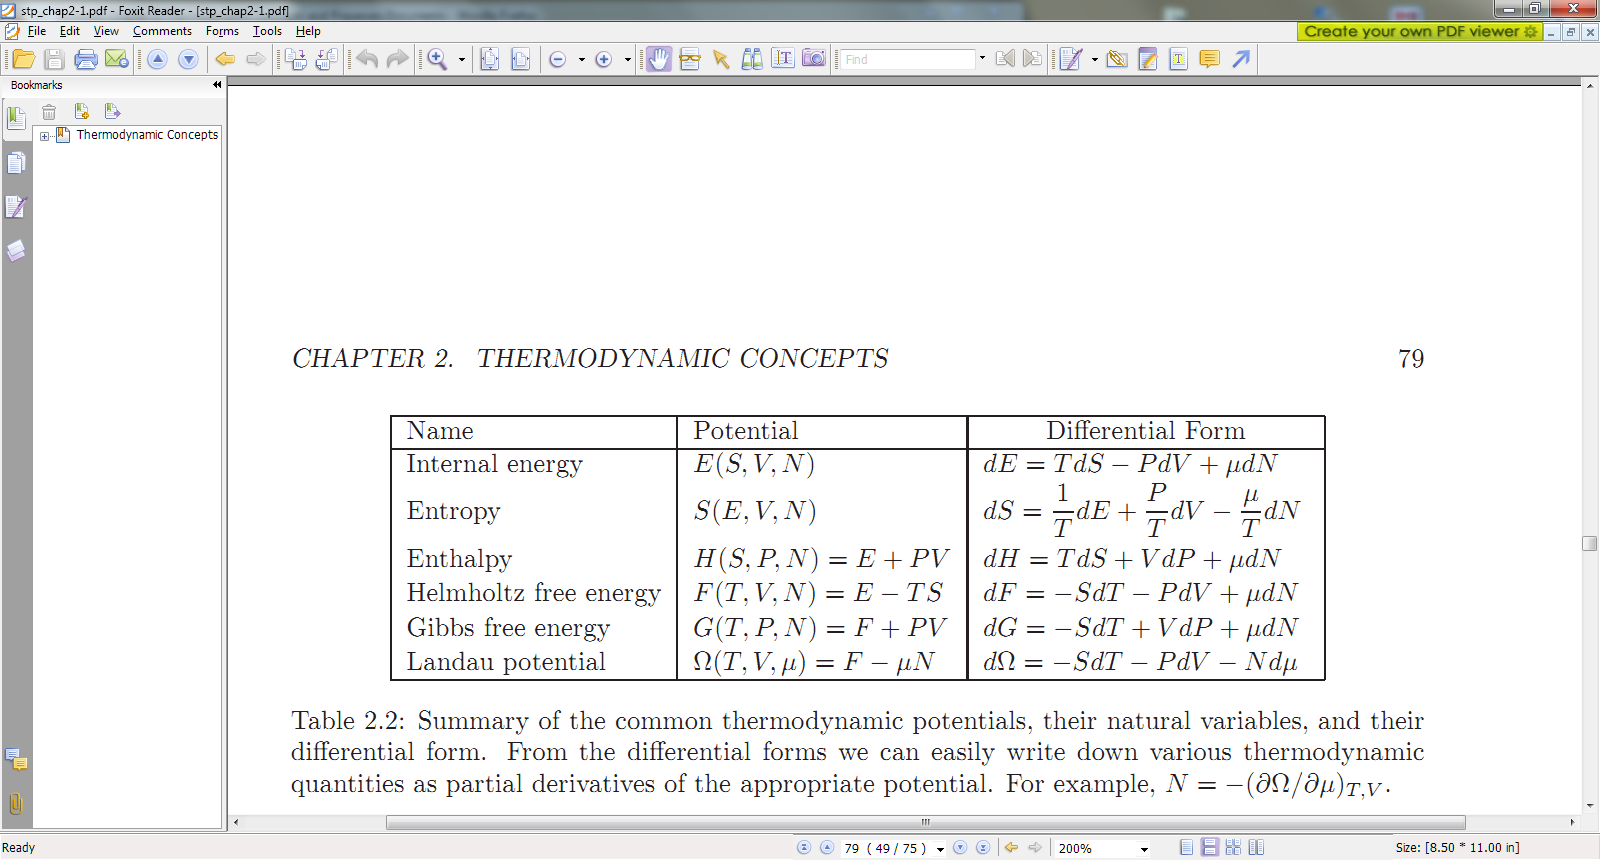 stp_chap2-1.pdf - Foxit Reader - [stp_chap2-1.pdf]
File Edit View Comments Forms Tools Help
Create your own PDF viewer
Find
Bookmarks
Thermodynamic Concepts
CHAPTER 2. THERMODYNAMIC CONCEPTS 79
Name Potential Differential Form
Internal energy E(S, V, N) dE = TdS − PdV + μdN
Entropy S(E, V, N) dS = 1/T dE + P/T dV − μ/T dN
Enthalpy H(S, P, N) = E + PV dH = TdS + VdP + μdN
Helmholtz free energy F(T, V, N) = E − TS dF = −SdT − PdV + μdN
Gibbs free energy G(T, P, N) = F + PV dG = −SdT + VdP + μdN
Landau potential Ω(T, V, μ) = F − μN dΩ = −SdT − PdV − Ndμ
Table 2.2: Summary of the common thermodynamic potentials, their natural variables, and their
differential form. From the differential forms we can easily write down various thermodynamic
quantities as partial derivatives of the appropriate potential. For example, N = −(∂Ω/∂μ)T,V.
Ready 79 ( 49 / 75 ) 200% Size: [8.50 * 11.00 in]